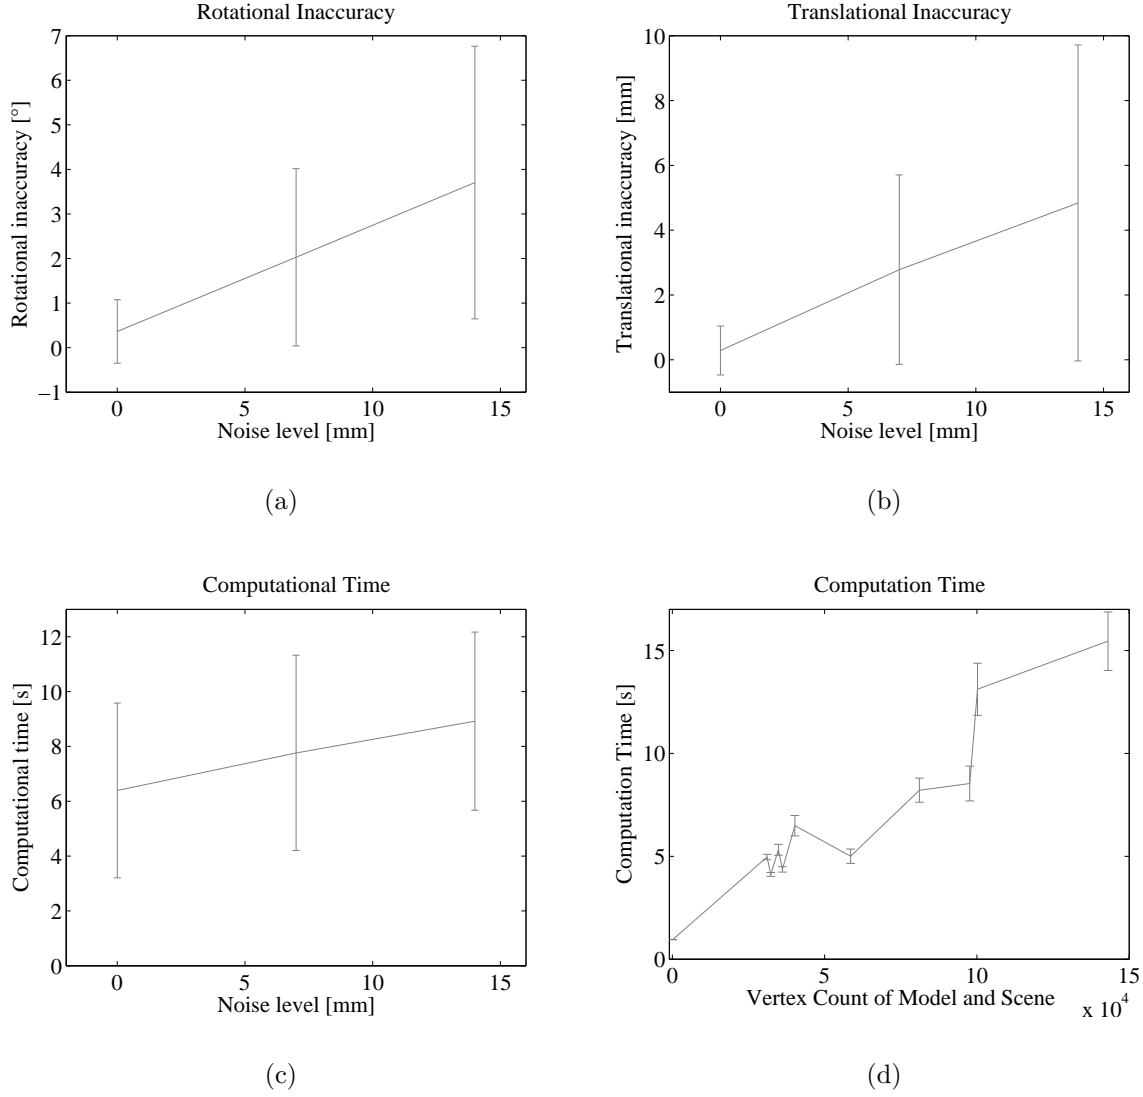 Rotational Inaccuracy
7
6
5
4
3
2
1
0
−1
0 5 10 15
Rotational inaccuracy [°]
Noise level [mm]
(a)
Translational Inaccuracy
10
8
6
4
2
0
0 5 10 15
Translational inaccuracy [mm]
Noise level [mm]
(b)
Computational Time
12
10
8
6
4
2
0
0 5 10 15
Computational time [s]
Noise level [mm]
(c)
Computation Time
15
10
5
0
0 5 10 15
Computation Time [s]
Vertex Count of Model and Scene
x 10^4
(d)